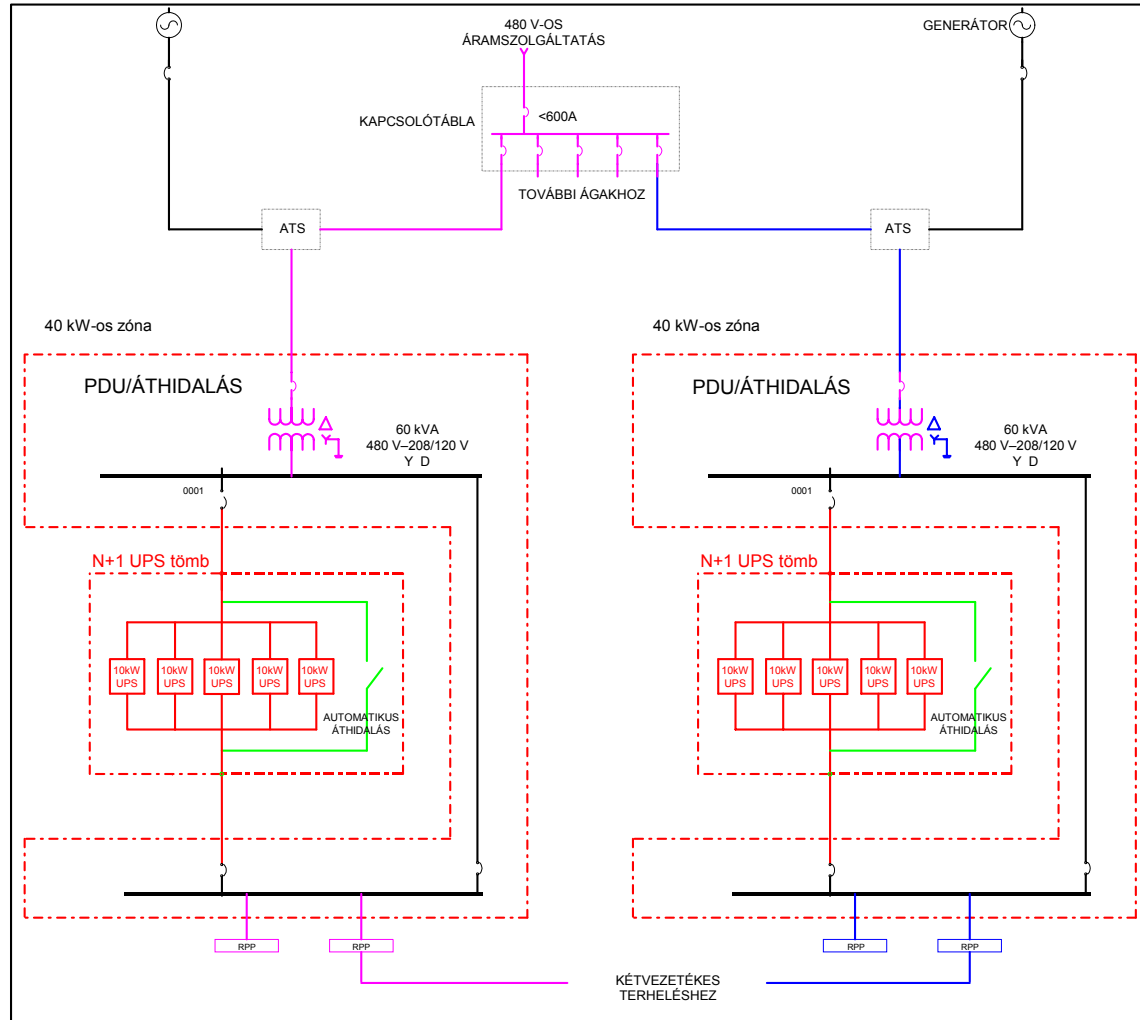 480 V-OS
ÁRAMSZOLGÁLTATÁS
GENERÁTOR
KAPCSOLÓTÁBLA
<600A
TOVÁBBI ÁGAKHOZ
ATS
ATS
40 kW-os zóna
40 kW-os zóna
PDU/ÁTHIDALÁS
60 kVA
480 V–208/120 V
Y D
0001
N+1 UPS tömb
10kW
UPS
10kW
UPS
10kW
UPS
10kW
UPS
10kW
UPS
AUTOMATIKUS
ÁTHIDALÁS
RPP
RPP
PDU/ÁTHIDALÁS
60 kVA
480 V–208/120 V
Y D
0001
N+1 UPS tömb
10kW
UPS
10kW
UPS
10kW
UPS
10kW
UPS
10kW
UPS
AUTOMATIKUS
ÁTHIDALÁS
RPP
RPP
KÉTVEZETÉKES
TERHELÉSHEZ